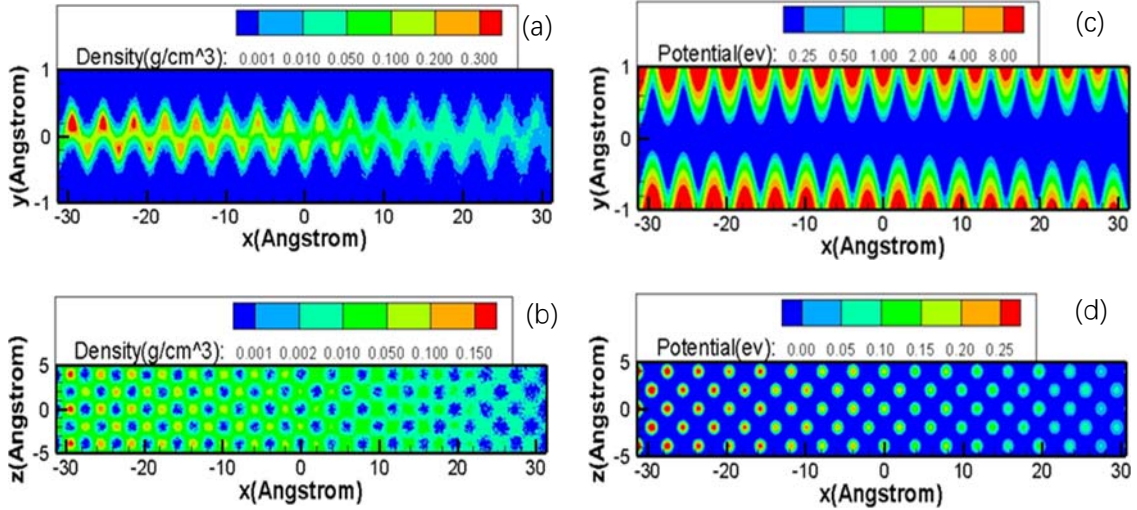 (a)
Density(g/cm^3): 0.001 0.010 0.050 0.100 0.200 0.300
y(Angstrom)
1
0
-1
-30 -20 -10 0 10 20 30
x(Angstrom)
(c)
Potential(ev): 0.25 0.50 1.00 2.00 4.00 8.00
y(Angstrom)
1
0
-1
-30 -20 -10 0 10 20 30
x(Angstrom)
(b)
Density(g/cm^3): 0.001 0.002 0.010 0.050 0.100 0.150
z(Angstrom)
5
0
-5
-30 -20 -10 0 10 20 30
x(Angstrom)
(d)
Potential(ev): 0.00 0.05 0.10 0.15 0.20 0.25
z(Angstrom)
5
0
-5
-30 -20 -10 0 10 20 30
x(Angstrom)